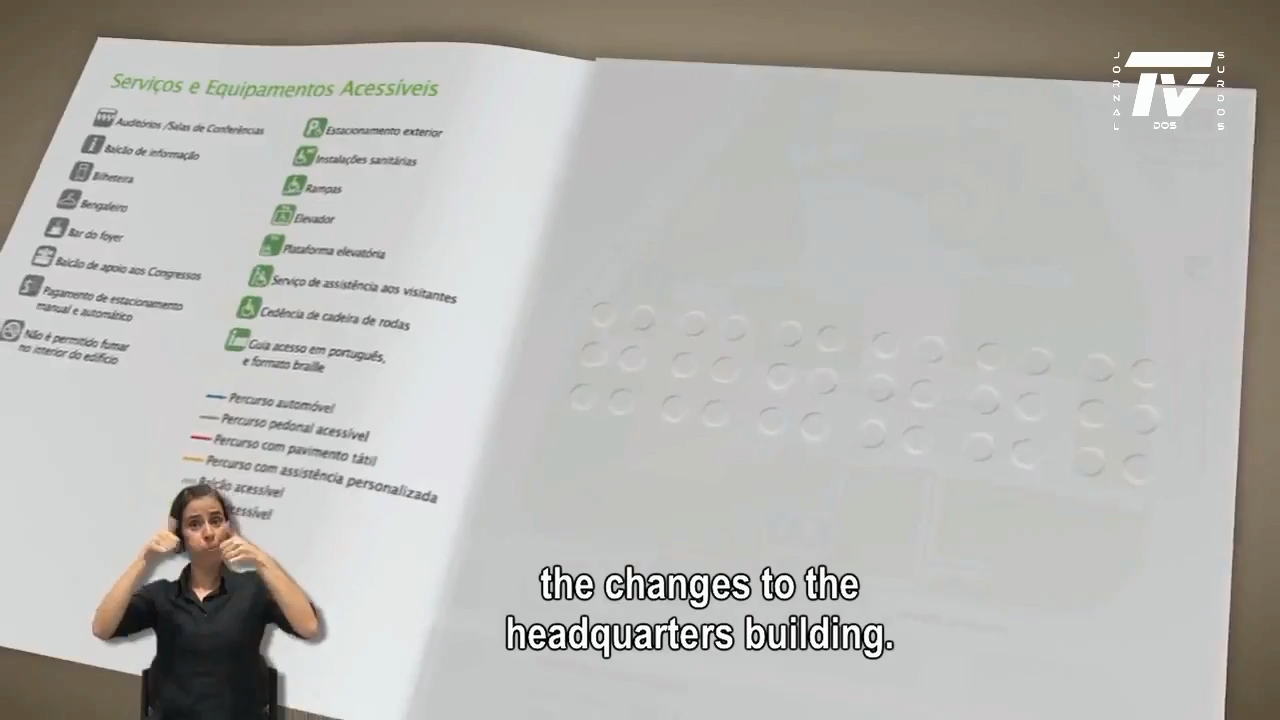 Serviços e Equipamentos Acessíveis
Auditórios /Salas de Conferências
Balcão de informação
Bilheteira
Bengaleiro
Bar do foyer
Balcão de apoio aos Congressos
Pagamento de estacionamento
manual e automático
Não é permitido fumar
no interior do edifício
Estacionamento exterior
Instalações sanitárias
Rampas
Elevador
Plataforma elevatória
Serviço de assistência aos visitantes
Cedência de cadeira de rodas
Guia acesso em português,
e formato braille
Percurso automóvel
Percurso pedonal acessível
Percurso com pavimento tátil
Percurso com assistência personalizada
Balcão acessível
acessível
JORNAL
TV
DOS
SURDOS
the changes to the
headquarters building.